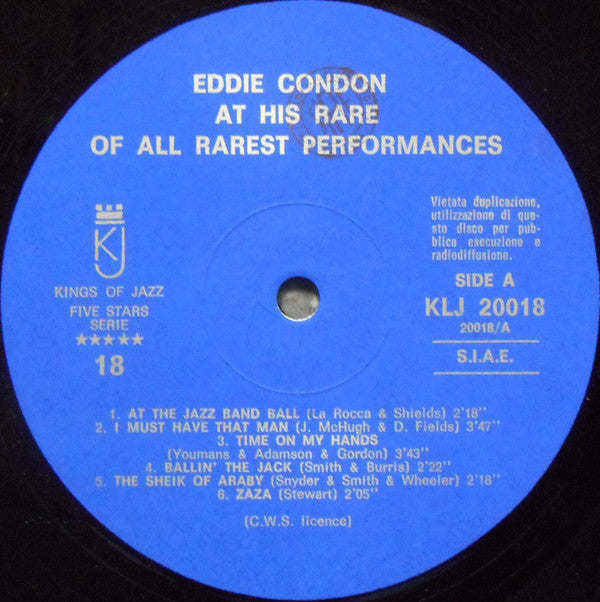 EDDIE CONDON
AT HIS RARE
OF ALL RAREST PERFORMANCES
KJ
KINGS OF JAZZ
FIVE STARS
SERIE
★★★★★
18
Vietata duplicazione,
utilizzazione di que-
sto disco per pub-
blica esecuzione e
radiodiffusione.
SIDE A
KLJ 20018
20018/A
S.I.A.E.
1. AT THE JAZZ BAND BALL (La Rocca & Shields) 2'18''
2. I MUST HAVE THAT MAN (J. McHugh & D. Fields) 3'47''
3. TIME ON MY HANDS
(Youmans & Adamson & Gordon) 3'43''
4. BALLIN' THE JACK (Smith & Burris) 2'22''
5. THE SHEIK OF ARABY (Snyder & Smith & Wheeler) 2'18''
6. ZAZA (Stewart) 2'05''
(C.W.S. licence)